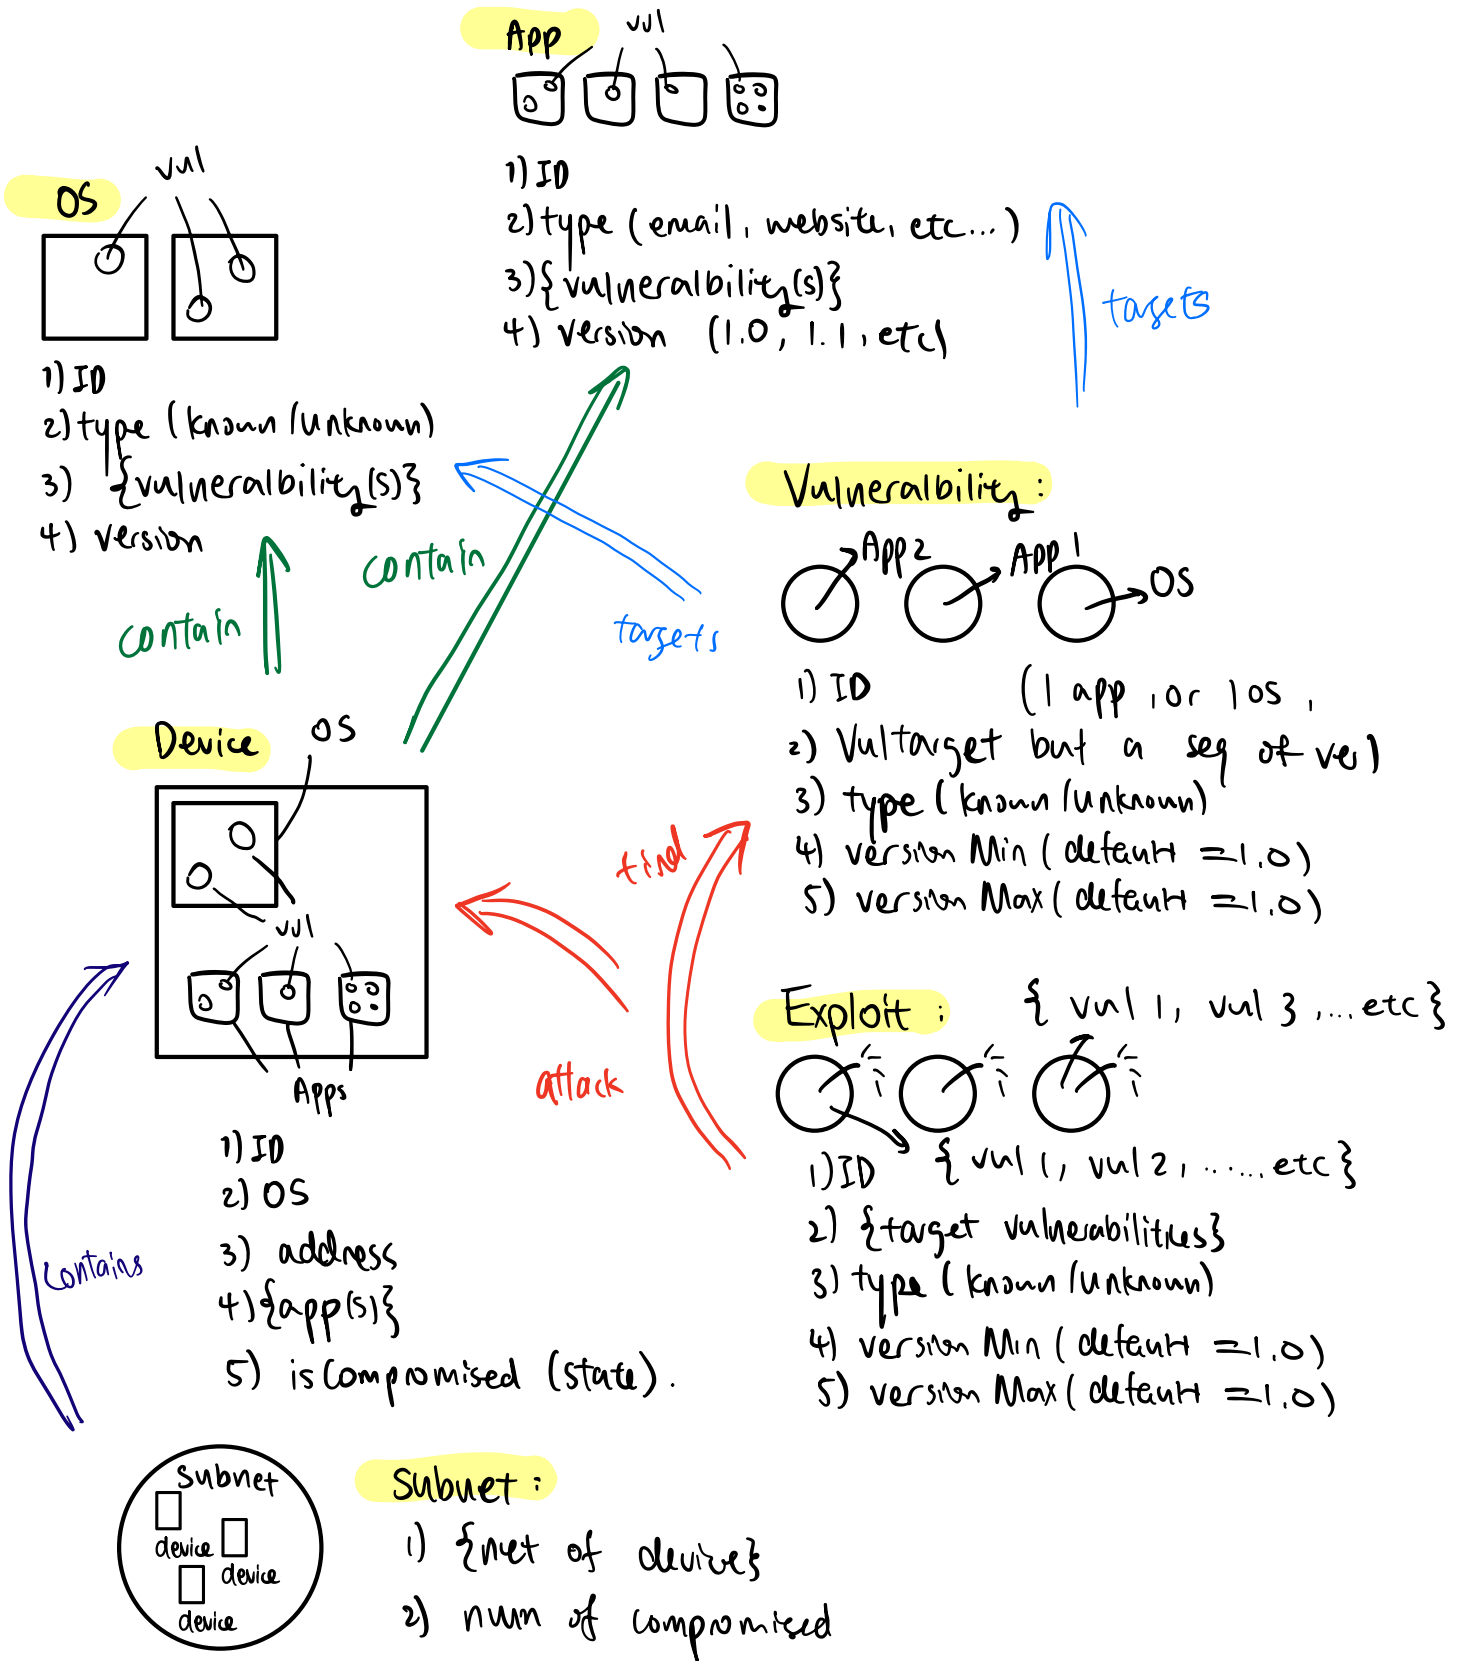 App
vul
1) ID
2) type (email, website, etc...)
3) {vulneralbility(s)}
4) version (1.0, 1.1, etc)
targets
OS
vul
1) ID
2) type (known/unknown)
3) {vulneralbility(s)}
4) version
contain
contain
targets
Vulneralbility:
App 2
App 1
OS
1) ID (1 app, or 1 OS,
2) Vultarget but a seq of ver)
3) type (known/unknown)
4) version Min (default =1.0)
5) version Max (default =1.0)
Device
OS
vul
Apps
1) ID
2) OS
3) address
4) {app(s)}
5) is compromised (state).
find
attack
contains
Exploit:
{ vul 1, vul 3, ... etc }
1) ID { vul 1, vul 2, ...... etc }
2) {target vulnerabilities}
3) type (known/unknown)
4) version Min (default =1.0)
5) version Max (default =1.0)
Subnet
device
device
device
Subnet:
1) {net of device}
2) num of compromised